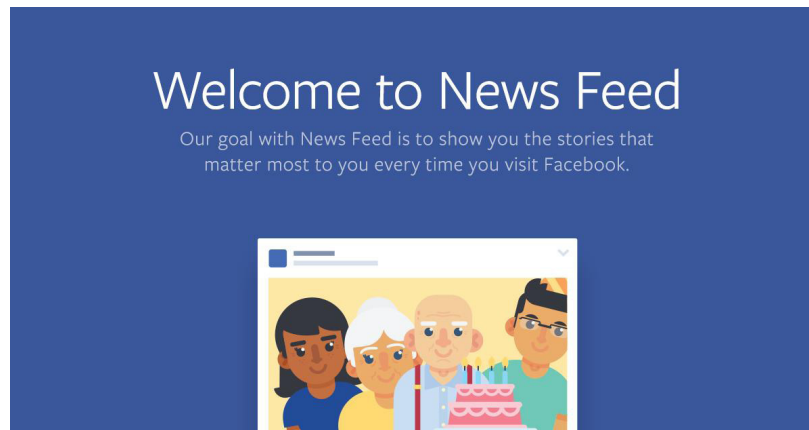 Welcome to News Feed
Our goal with News Feed is to show you the stories that
matter most to you every time you visit Facebook.